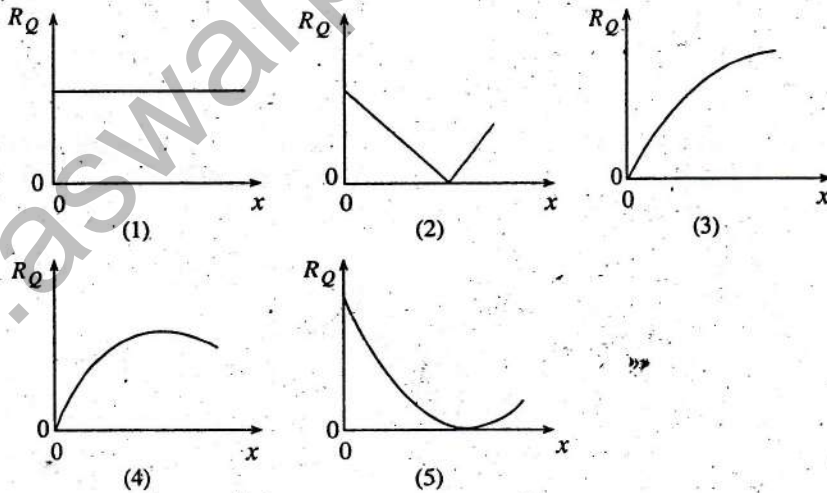 R_Q R_Q R_Q
0 0 0
0 x 0 x 0 x
(1) (2) (3)
R_Q R_Q
0 0
0 x 0 x
(4) (5)
.aswarp